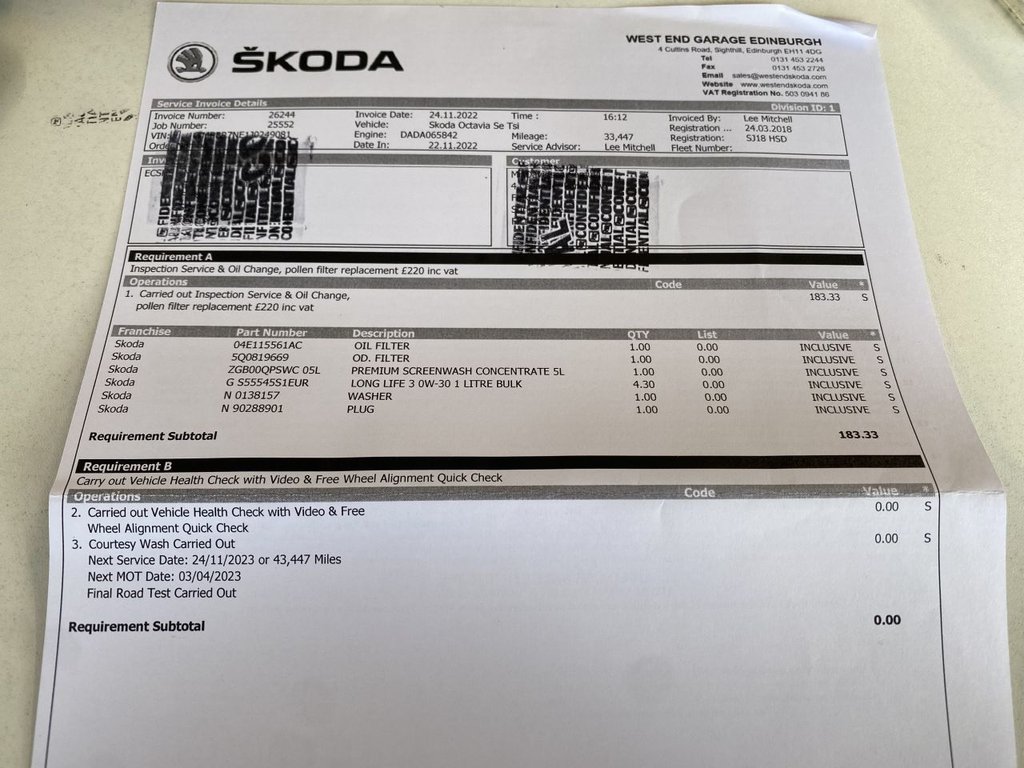 ŠKODA
WEST END GARAGE EDINBURGH
4 Cultins Road, Sighthill, Edinburgh EH11 4DG
Tel 0131 453 2244
Fax 0131 453 2726
Email sales@westendskoda.com
Website www.westendskoda.com
VAT Registration No. 503 0941 86
Service Invoice Details Division ID: 1
Invoice Number: 26244 Invoice Date: 24.11.2022 Time : 16:12 Invoiced By: Lee Mitchell
Job Number: 25552 Vehicle: Skoda Octavia Se Tsi Registration ... 24.03.2018
VIN: Engine: DADA065842 Mileage: 33,447 Registration: SJ18 HSD
Date In: 22.11.2022 Service Advisor: Lee Mitchell Fleet Number:
Customer
Requirement A
Inspection Service & Oil Change, pollen filter replacement £220 inc vat
Operations Code Value *
1. Carried out Inspection Service & Oil Change, 183.33 S
pollen filter replacement £220 inc vat
Franchise Part Number Description QTY List Value *
Skoda 04E115561AC OIL FILTER 1.00 0.00 INCLUSIVE S
Skoda 5Q0819669 OD. FILTER 1.00 0.00 INCLUSIVE S
Skoda ZGB00QPSWC 05L PREMIUM SCREENWASH CONCENTRATE 5L 1.00 0.00 INCLUSIVE S
Skoda G S55545S1EUR LONG LIFE 3 0W-30 1 LITRE BULK 4.30 0.00 INCLUSIVE S
Skoda N 0138157 WASHER 1.00 0.00 INCLUSIVE S
Skoda N 90288901 PLUG 1.00 0.00 INCLUSIVE S
Requirement Subtotal 183.33
Requirement B
Carry out Vehicle Health Check with Video & Free Wheel Alignment Quick Check
Operations Code Value *
2. Carried out Vehicle Health Check with Video & Free 0.00 S
Wheel Alignment Quick Check
3. Courtesy Wash Carried Out 0.00 S
Next Service Date: 24/11/2023 or 43,447 Miles
Next MOT Date: 03/04/2023
Final Road Test Carried Out
Requirement Subtotal 0.00